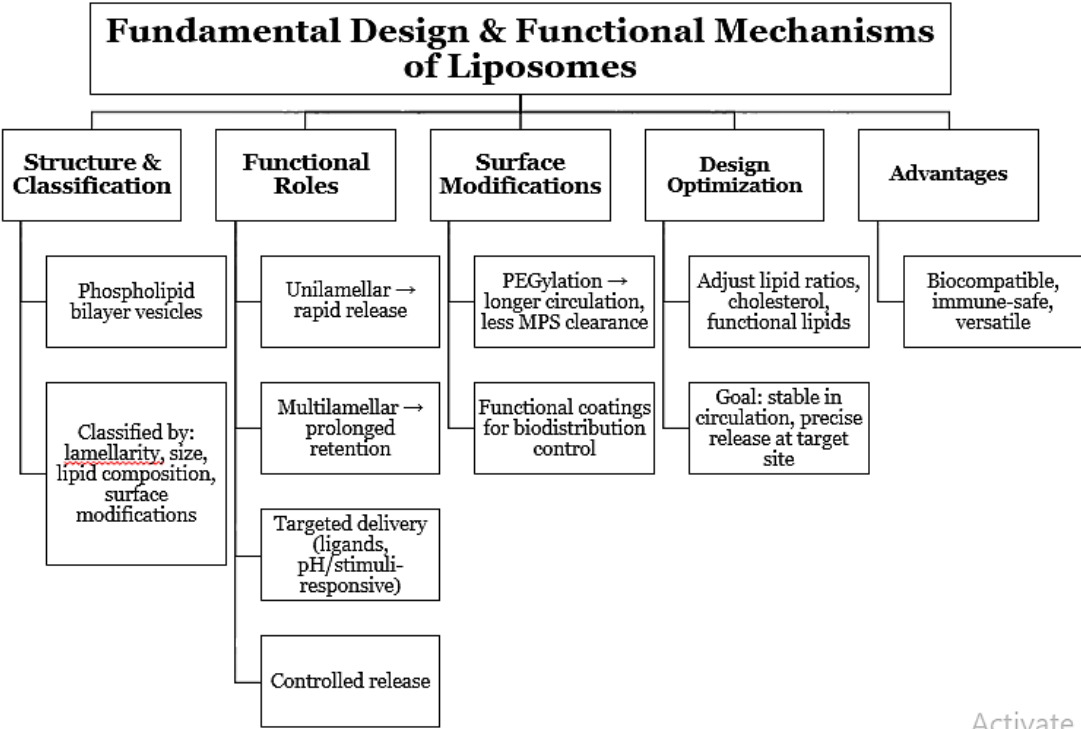 Fundamental Design & Functional Mechanisms
of Liposomes
Structure &
Classification
Functional
Roles
Surface
Modifications
Design
Optimization
Advantages
Phospholipid
bilayer vesicles
Unilamellar →
rapid release
PEGylation →
longer circulation,
less MPS clearance
Adjust lipid ratios,
cholesterol,
functional lipids
Biocompatible,
immune-safe,
versatile
Classified by:
lamellarity, size,
lipid composition,
surface
modifications
Multilamellar →
prolonged
retention
Functional coatings
for biodistribution
control
Goal: stable in
circulation, precise
release at target
site
Targeted delivery
(ligands,
pH/stimuli-
responsive)
Controlled release
Activate